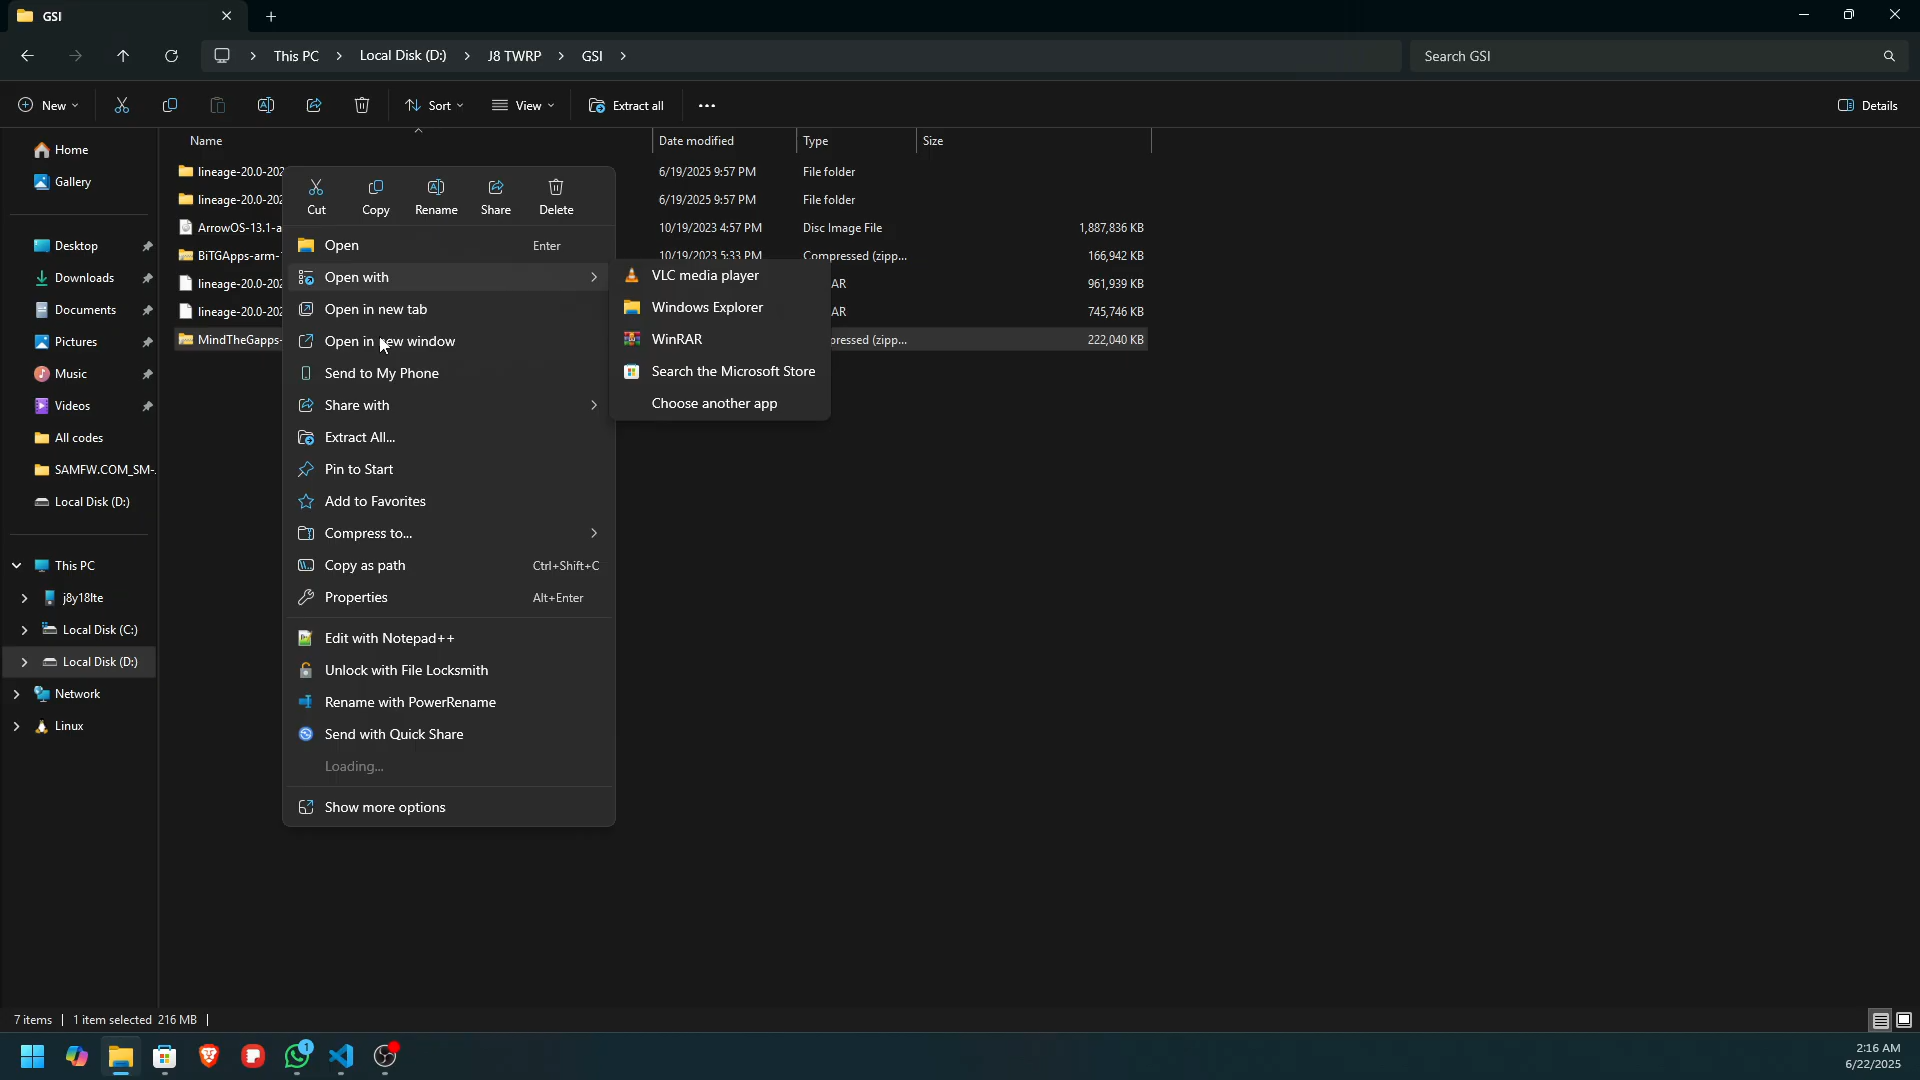 GSI
This PC > Local Disk (D:) > J8 TWRP > GSI >
Search GSI
New
Sort
View
Extract all
Details
Name
Date modified
Type
Size
Home
Gallery
Desktop
Downloads
Documents
Pictures
Music
Videos
All codes
SAMFW.COM_SM-
Local Disk (D:)
This PC
j8y18lte
Local Disk (C:)
Local Disk (D:)
Network
Linux
lineage-20.0-202
6/19/2025 9:57 PM
File folder
lineage-20.0-202
6/19/2025 9:57 PM
File folder
ArrowOS-13.1-a
10/19/2023 4:57 PM
Disc Image File
1,887,836 KB
BiTGApps-arm-
10/19/2023 5:33 PM
Compressed (zipp...
166,942 KB
lineage-20.0-202
AR
961,939 KB
lineage-20.0-202
AR
745,746 KB
MindTheGapps-
pressed (zipp...
222,040 KB
Cut
Copy
Rename
Share
Delete
Open
Enter
Open with
Open in new tab
Open in new window
Send to My Phone
Share with
Extract All...
Pin to Start
Add to Favorites
Compress to...
Copy as path
Ctrl+Shift+C
Properties
Alt+Enter
Edit with Notepad++
Unlock with File Locksmith
Rename with PowerRename
Send with Quick Share
Loading...
Show more options
VLC media player
Windows Explorer
WinRAR
Search the Microsoft Store
Choose another app
7 items
1 item selected 216 MB
1
2:16 AM
6/22/2025